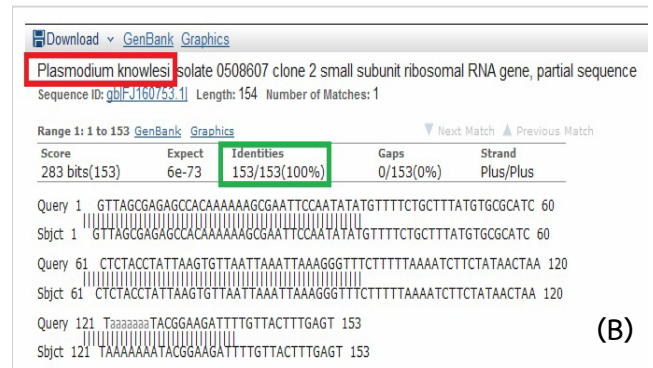 Download GenBank Graphics
Plasmodium knowlesi isolate 0508607 clone 2 small subunit ribosomal RNA gene, partial sequence
Sequence ID: gb|FJ160753.1| Length: 154 Number of Matches: 1
Range 1: 1 to 153 GenBank Graphics Next Match Previous Match
Score Expect Identities Gaps Strand
283 bits(153) 6e-73 153/153(100%) 0/153(0%) Plus/Plus
Query 1 GTTAGCGAGAGCCACAAAAAAGCGAATTCCAATATATGTTTTCTGCTTTATGTGCGCATC 60
Sbjct 1 GTTAGCGAGAGCCACAAAAAAGCGAATTCCAATATATGTTTTCTGCTTTATGTGCGCATC 60
Query 61 CTCTACCTATTAAGTGTTAATTAAATTAAAGGGTTTCTTTTTAAAATCTTCTATAACTAA 120
Sbjct 61 CTCTACCTATTAAGTGTTAATTAAATTAAAGGGTTTCTTTTTAAAATCTTCTATAACTAA 120
Query 121 TaaaaaaaTACGGAAGATTTTGTTACTTTGAGT 153
Sbjct 121 TAAAAAAATACGGAAGATTTTGTTACTTTGAGT 153
(B)